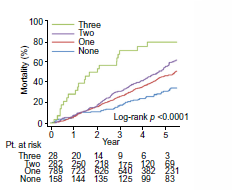 100
80
60
40
20
0
Mortality (%)
Three
Two
One
None
Log-rank p <0.0001
0 1 2 3 4 5
Year
Pt. at risk
Three 28 20 14 9 6 3
Two 282 250 218 175 120 69
One 789 723 626 540 382 231
None 158 144 135 125 99 58